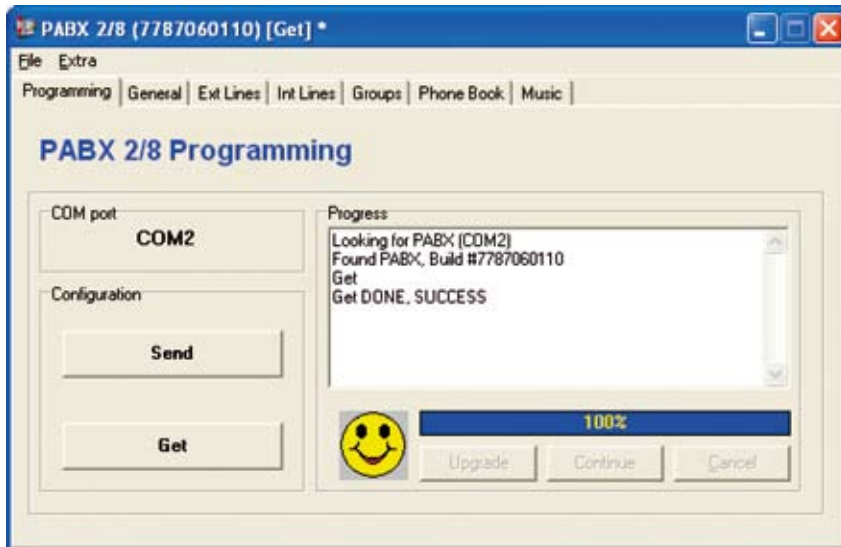 PABX 2/8 (7787060110) [Get] *
File Extra
Programming General Ext Lines Int Lines Groups Phone Book Music
PABX 2/8 Programming
COM port
COM2
Configuration
Send
Get
Progress
Looking for PABX (COM2)
Found PABX, Build #7787060110
Get
Get DONE, SUCCESS
100%
Upgrade Continue Cancel